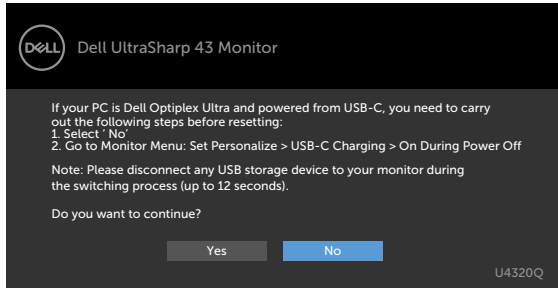 DELL
Dell UltraSharp 43 Monitor
If your PC is Dell Optiplex Ultra and powered from USB-C, you need to carry
out the following steps before resetting:
1. Select ‘ No’
2. Go to Monitor Menu: Set Personalize > USB-C Charging > On During Power Off
Note: Please disconnect any USB storage device to your monitor during
the switching process (up to 12 seconds).
Do you want to continue?
Yes No
U4320Q